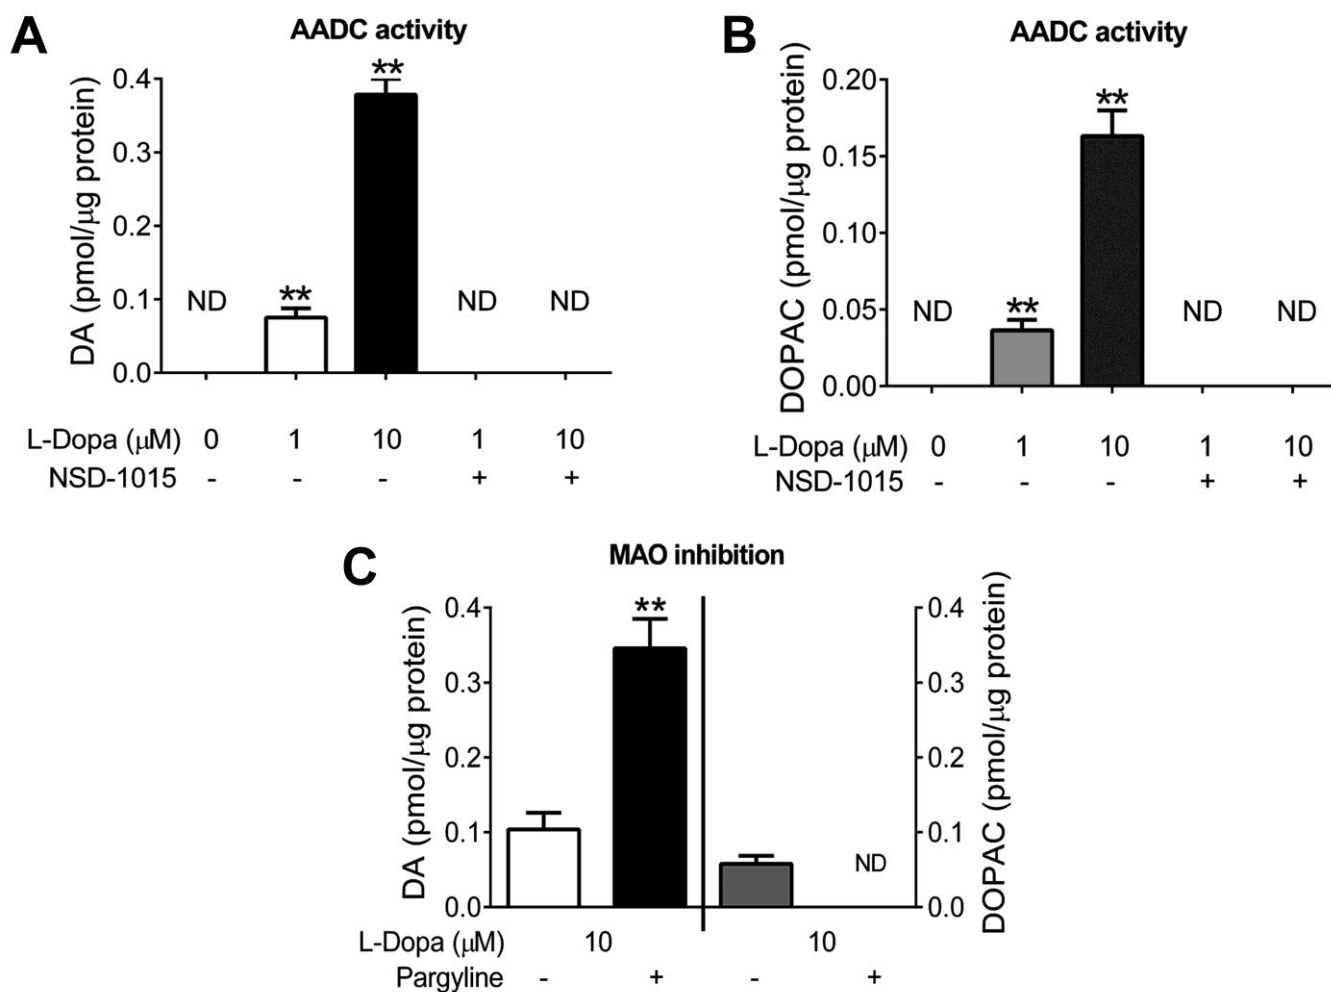 A
AADC activity
DA (pmol/μg protein)
0.4
0.3
0.2
0.1
0.0
ND
**
**
ND
ND
L-Dopa (μM) 0 1 10 1 10
NSD-1015 - - - + +
B
AADC activity
DOPAC (pmol/μg protein)
0.20
0.15
0.10
0.05
0.00
ND
**
**
ND
ND
L-Dopa (μM) 0 1 10 1 10
NSD-1015 - - - + +
C
MAO inhibition
DA (pmol/μg protein)
0.4
0.3
0.2
0.1
0.0
**
ND
0.4
0.3
0.2
0.1
0.0
DOPAC (pmol/μg protein)
L-Dopa (μM) 10 10
Pargyline - + - +